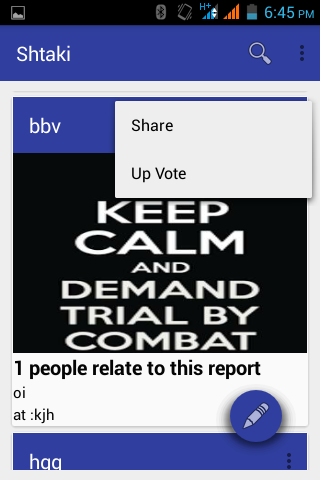 H+ 6:45 PM
Shtaki
bbv
Share
Up Vote
KEEP
CALM
AND
DEMAND
TRIAL BY
COMBAT
1 people relate to this report
oi
at :kjh
hgg